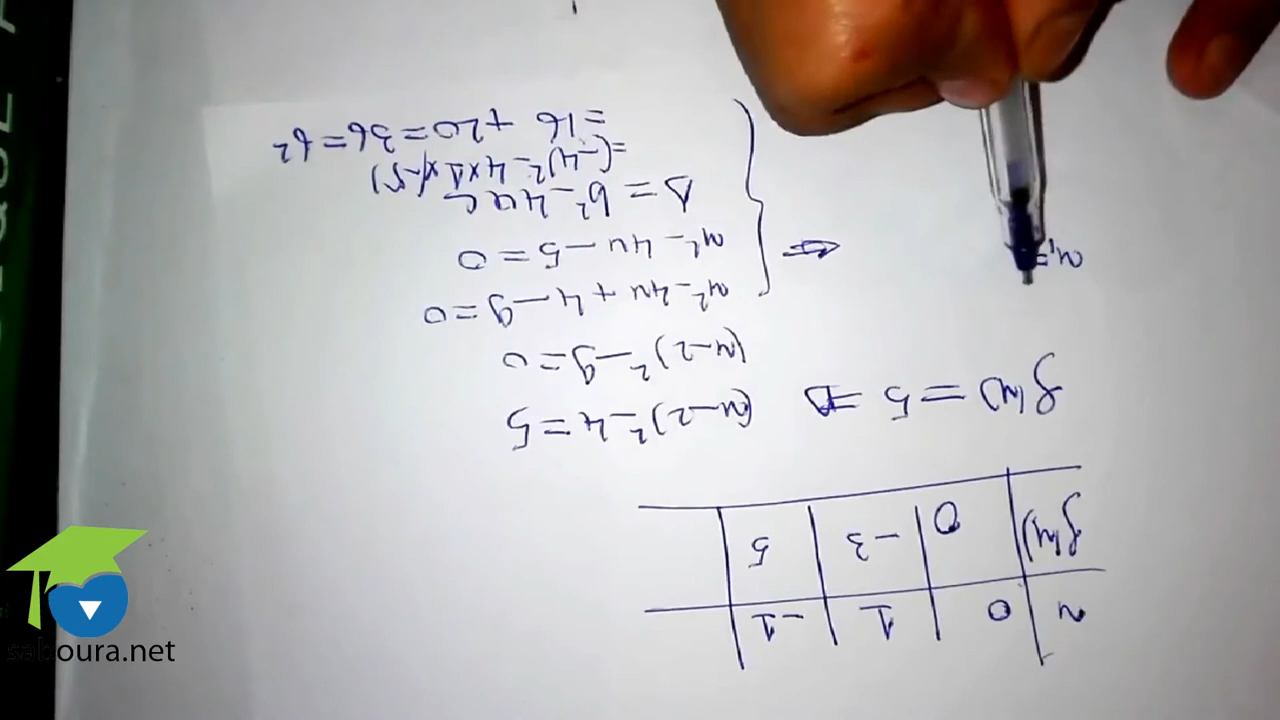 x | 0 | 1 | -1
f(x) | 0 | -3 | 5
f(x) = 5 ⇒ (x-2)² - 4 = 5
(x-2)² - 9 = 0
x² - 4x + 4 - 9 = 0
x² - 4x - 5 = 0
Δ = b² - 4ac
= (-4)² - 4×1×(-5)
= 16 + 20 = 36 = 6²
⇒ x₁ =
saboura.net